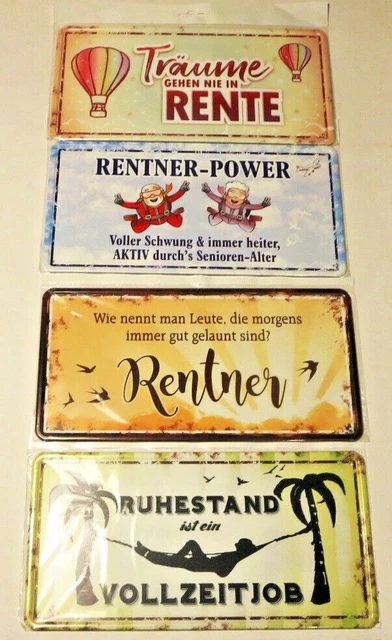 Träume
GEHEN NIE IN
RENTE
RENTNER-POWER
Voller Schwung & immer heiter,
AKTIV durch's Senioren-Alter
Wie nennt man Leute, die morgens
immer gut gelaunt sind?
Rentner
RUHESTAND
ist ein
VOLLZEITJOB